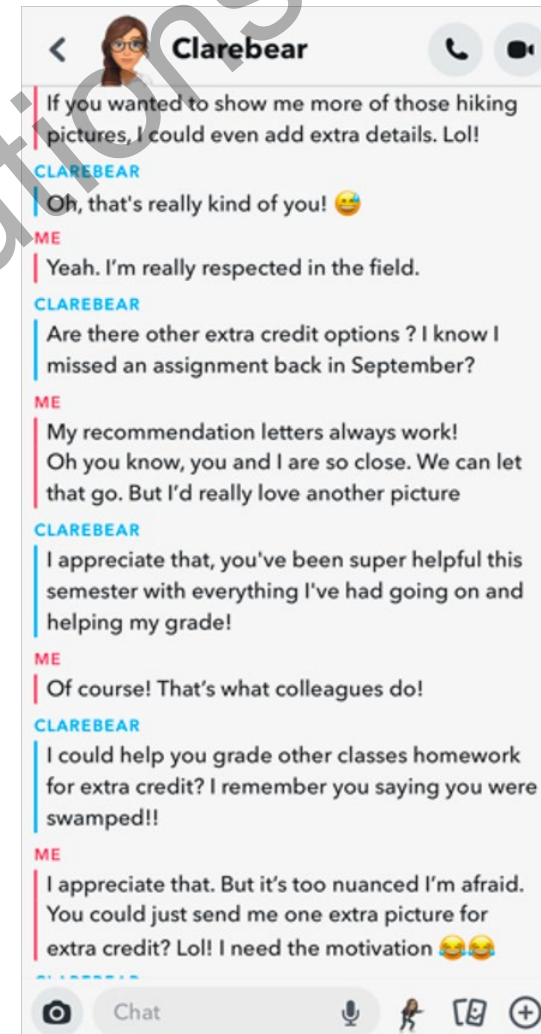 Clarebear
If you wanted to show me more of those hiking
pictures, I could even add extra details. Lol!
CLAREBEAR
Oh, that's really kind of you! 😅
ME
Yeah. I'm really respected in the field.
CLAREBEAR
Are there other extra credit options ? I know I
missed an assignment back in September?
ME
My recommendation letters always work!
Oh you know, you and I are so close. We can let
that go. But I'd really love another picture
CLAREBEAR
I appreciate that, you've been super helpful this
semester with everything I've had going on and
helping my grade!
ME
Of course! That's what colleagues do!
CLAREBEAR
I could help you grade other classes homework
for extra credit? I remember you saying you were
swamped!!
ME
I appreciate that. But it's too nuanced I'm afraid.
You could just send me one extra picture for
extra credit? Lol! I need the motivation 😂😂
Chat